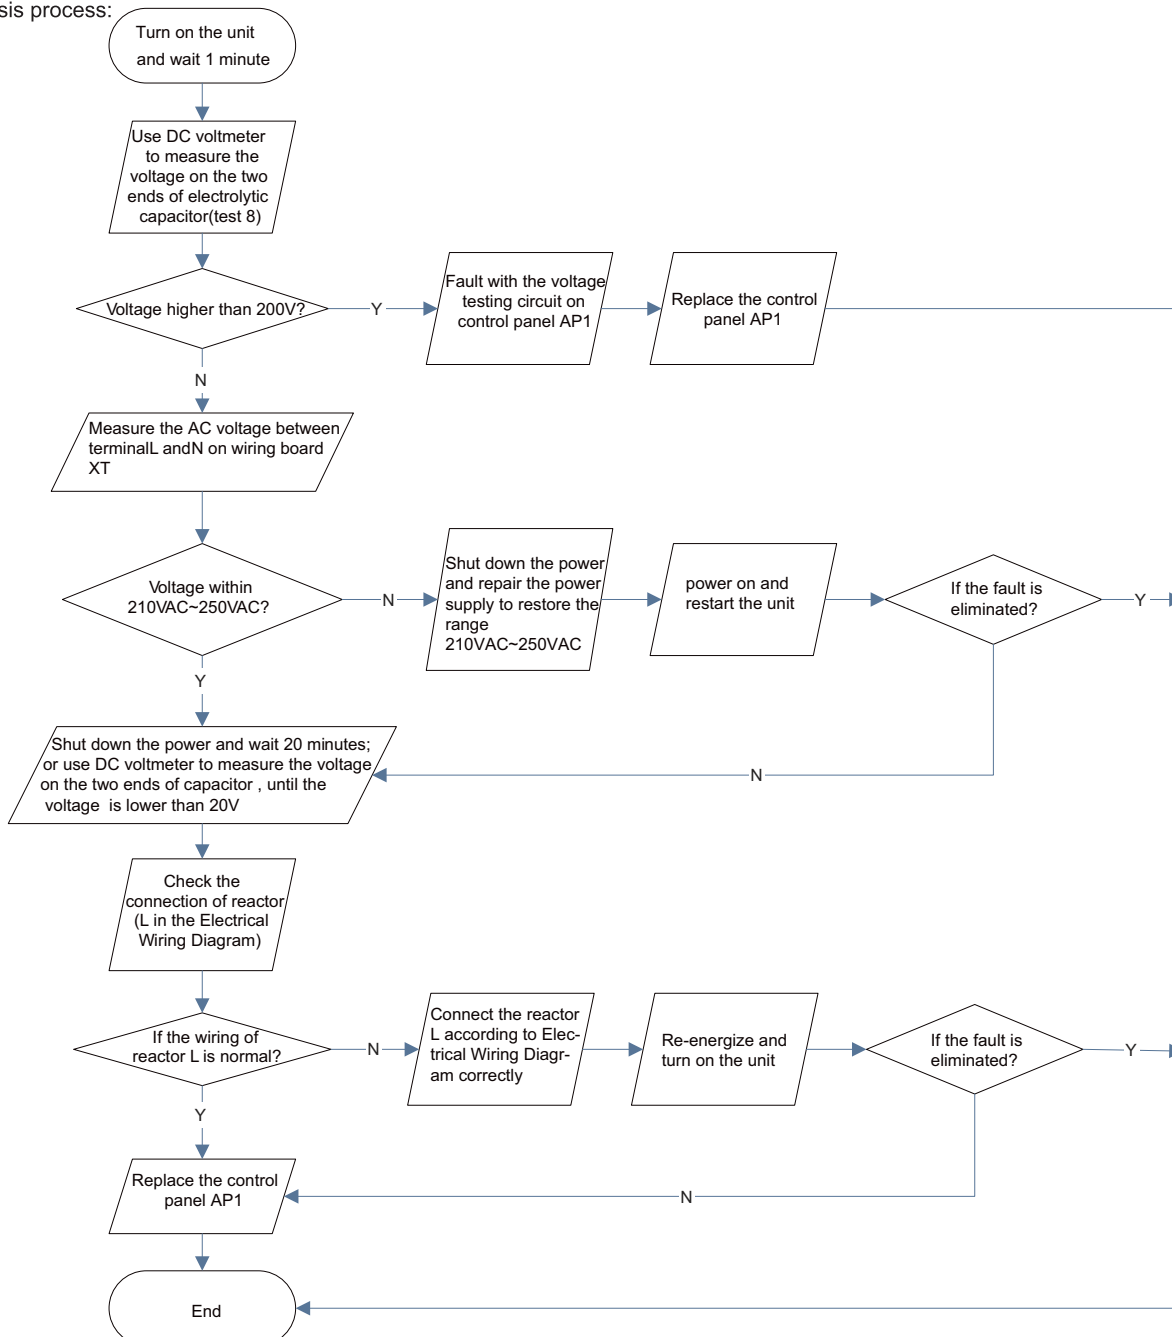 sis process:
Turn on the unit
and wait 1 minute
Use DC voltmeter
to measure the
voltage on the two
ends of electrolytic
capacitor(test 8)
Voltage higher than 200V?
Y
Fault with the voltage
testing circuit on
control panel AP1
Replace the control
panel AP1
N
Measure the AC voltage between
terminalL andN on wiring board
XT
Voltage within
210VAC~250VAC?
N
Shut down the power
and repair the power
supply to restore the
range
210VAC~250VAC
power on and
restart the unit
If the fault is
eliminated?
Y
Y
Shut down the power and wait 20 minutes;
or use DC voltmeter to measure the voltage
on the two ends of capacitor , until the
voltage  is lower than 20V
N
Check the
connection of reactor
(L in the Electrical
Wiring Diagram)
If the wiring of
reactor L is normal?
N
Connect the reactor
L according to Elec-
trical Wiring Diagr-
am correctly
Re-energize and
turn on the unit
If the fault is
eliminated?
Y
Y
Replace the control
panel AP1
N
End